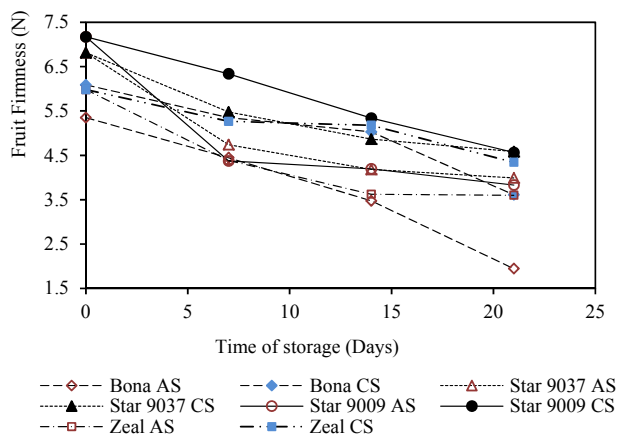 Fruit Firmness (N)
7.5
6.5
5.5
4.5
3.5
2.5
1.5
0 5 10 15 20 25
Time of storage (Days)
Bona AS Bona CS Star 9037 AS
Star 9037 CS Star 9009 AS Star 9009 CS
Zeal AS Zeal CS